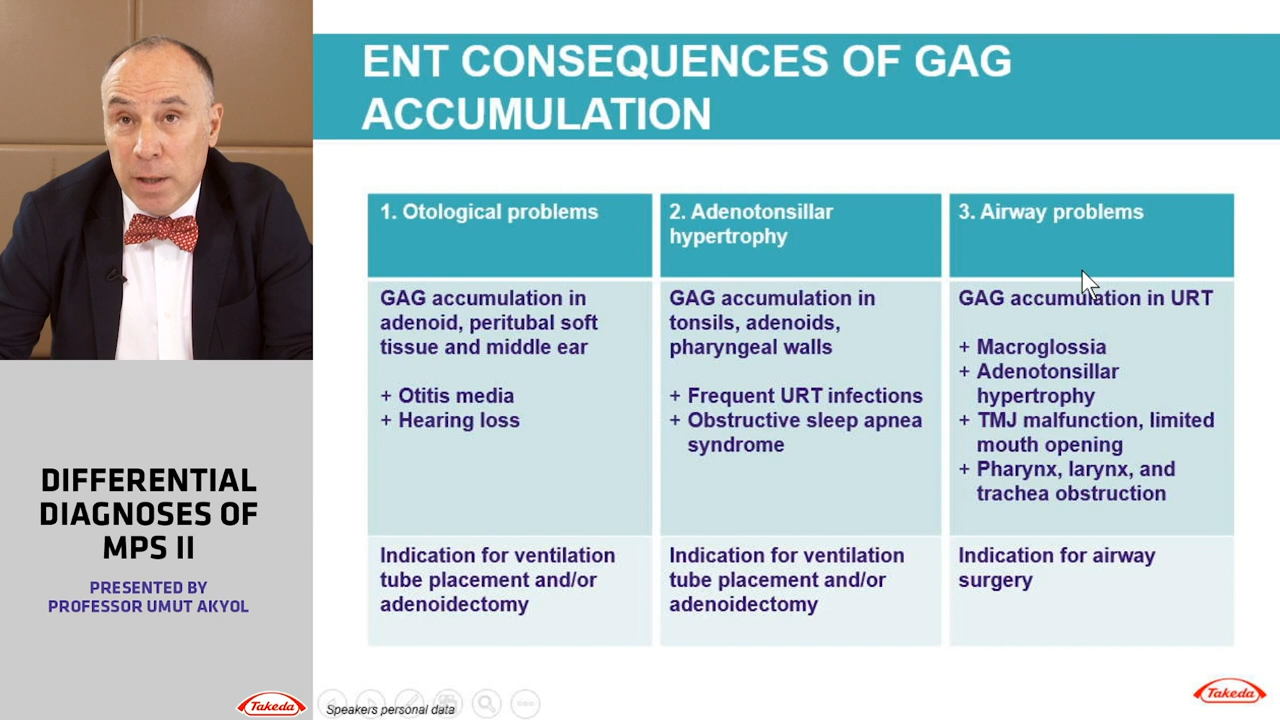 ENT CONSEQUENCES OF GAG
ACCUMULATION
1. Otological problems
2. Adenotonsillar
hypertrophy
3. Airway problems
GAG accumulation in
adenoid, peritubal soft
tissue and middle ear
+ Otitis media
+ Hearing loss
GAG accumulation in
tonsils, adenoids,
pharyngeal walls
+ Frequent URT infections
+ Obstructive sleep apnea
syndrome
GAG accumulation in URT
+ Macroglossia
+ Adenotonsillar
hypertrophy
+ TMJ malfunction, limited
mouth opening
+ Pharynx, larynx, and
trachea obstruction
Indication for ventilation
tube placement and/or
adenoidectomy
Indication for ventilation
tube placement and/or
adenoidectomy
Indication for airway
surgery
DIFFERENTIAL
DIAGNOSES OF
MPS II
PRESENTED BY
PROFESSOR UMUT AKYOL
Takeda
Speakers personal data
Takeda